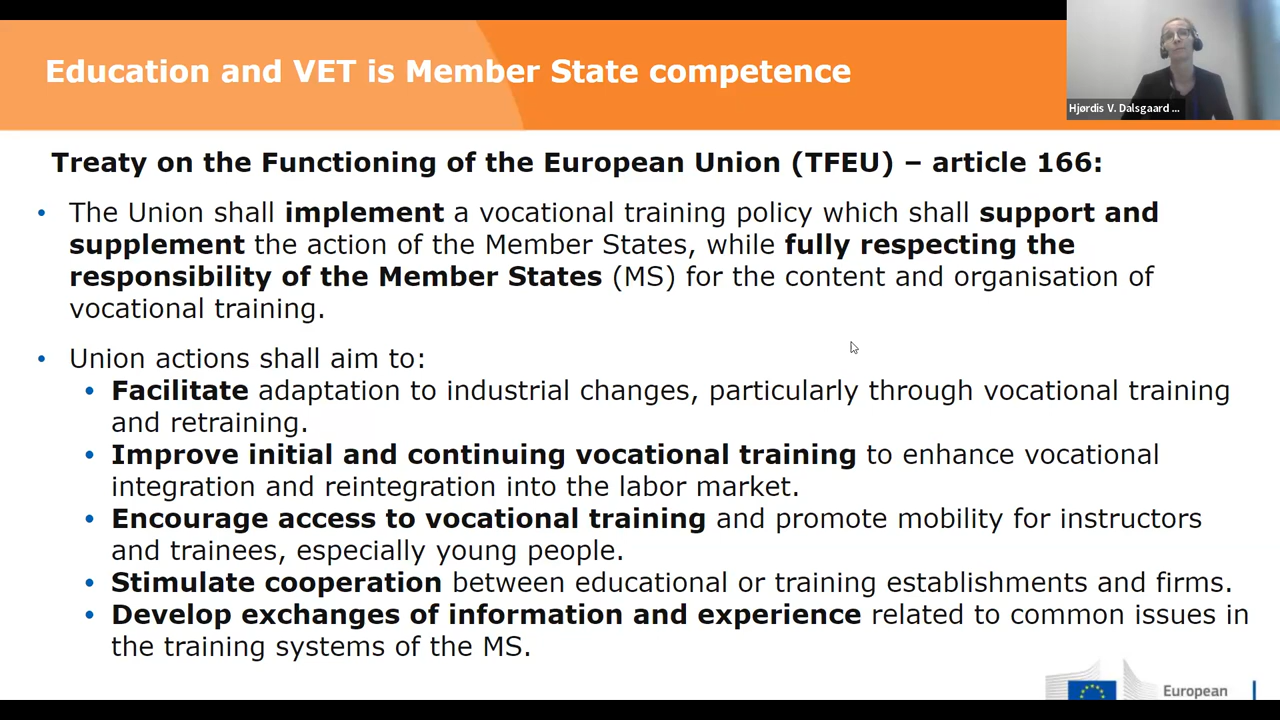 Education and VET is Member State competence
Hjørdis V. Dalsgaard ...
Treaty on the Functioning of the European Union (TFEU) – article 166:
• The Union shall implement a vocational training policy which shall support and
supplement the action of the Member States, while fully respecting the
responsibility of the Member States (MS) for the content and organisation of
vocational training.
• Union actions shall aim to:
• Facilitate adaptation to industrial changes, particularly through vocational training
and retraining.
• Improve initial and continuing vocational training to enhance vocational
integration and reintegration into the labor market.
• Encourage access to vocational training and promote mobility for instructors
and trainees, especially young people.
• Stimulate cooperation between educational or training establishments and firms.
• Develop exchanges of information and experience related to common issues in
the training systems of the MS.
European